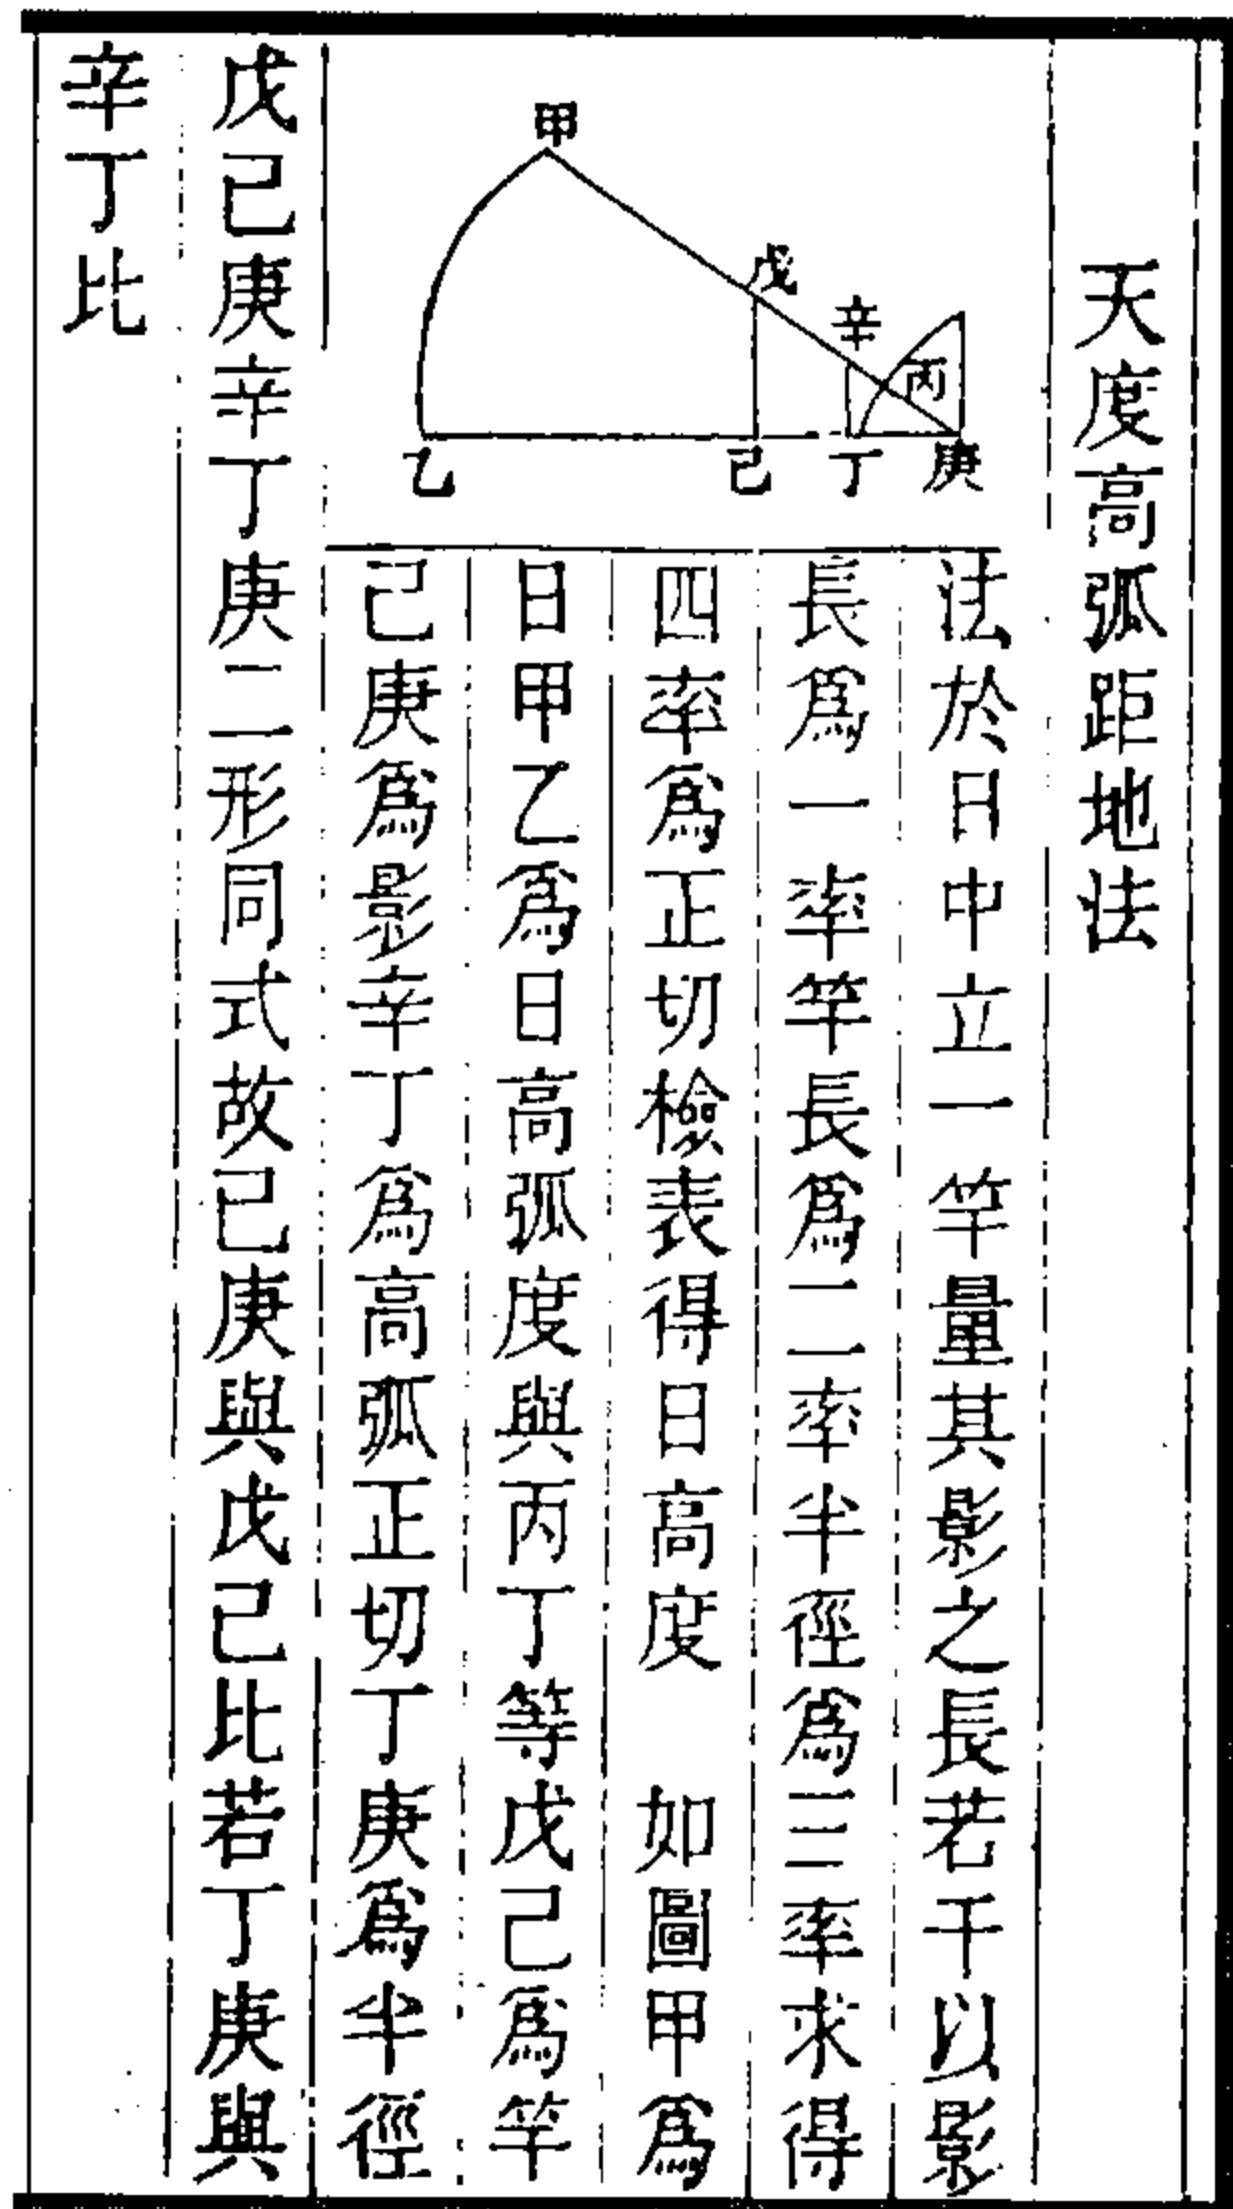 天度高弧距地法
甲
戊
辛
丙
乙
己
丁
庚
法於日中立一竿量其影之長若干以影
長爲一率竿長爲二率半徑爲三率求得
四率爲正切檢表得日高度　如圖甲爲
日甲乙爲日高弧度與丙丁等戊己爲竿
己庚爲影辛丁爲高弧正切丁庚爲半徑
戊己庚辛丁庚二形同式故己庚與戊己比若丁庚與
辛丁比